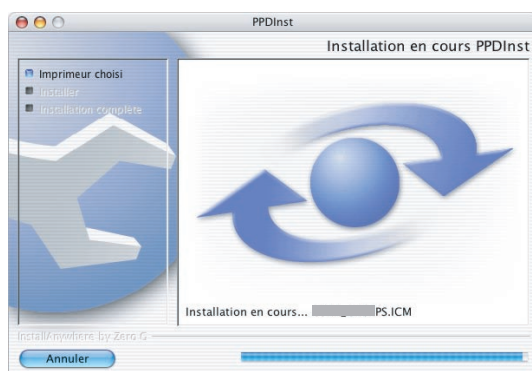 PPDInst
Installation en cours PPDInst
Imprimeur choisi
Installer
Installation complète
Installation en cours... PS.ICM
InstallAnywhere by Zero G
Annuler